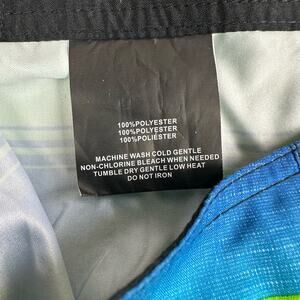 100%POLYESTER
100%POLYESTER
100%POLIÉSTER
MACHINE WASH COLD GENTLE
NON-CHLORINE BLEACH WHEN NEEDED
TUMBLE DRY GENTLE LOW HEAT
DO NOT IRON